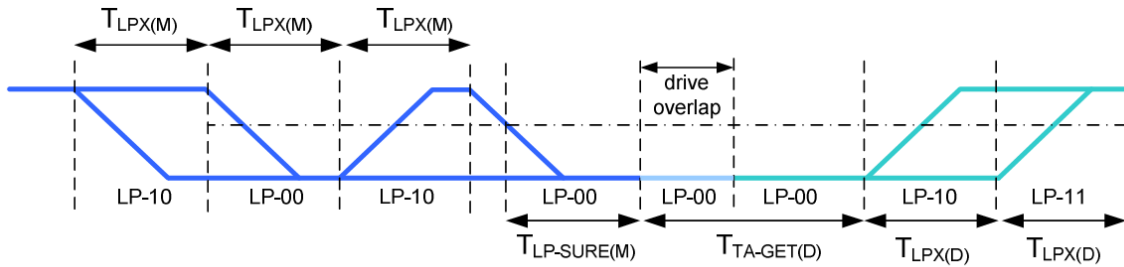 TLPX(M) TLPX(M) TLPX(M)
drive
overlap
LP-10 LP-00 LP-10 LP-00 LP-00 LP-00 LP-10 LP-11
TLP-SURE(M) TTA-GET(D) TLPX(D) TLPX(D)